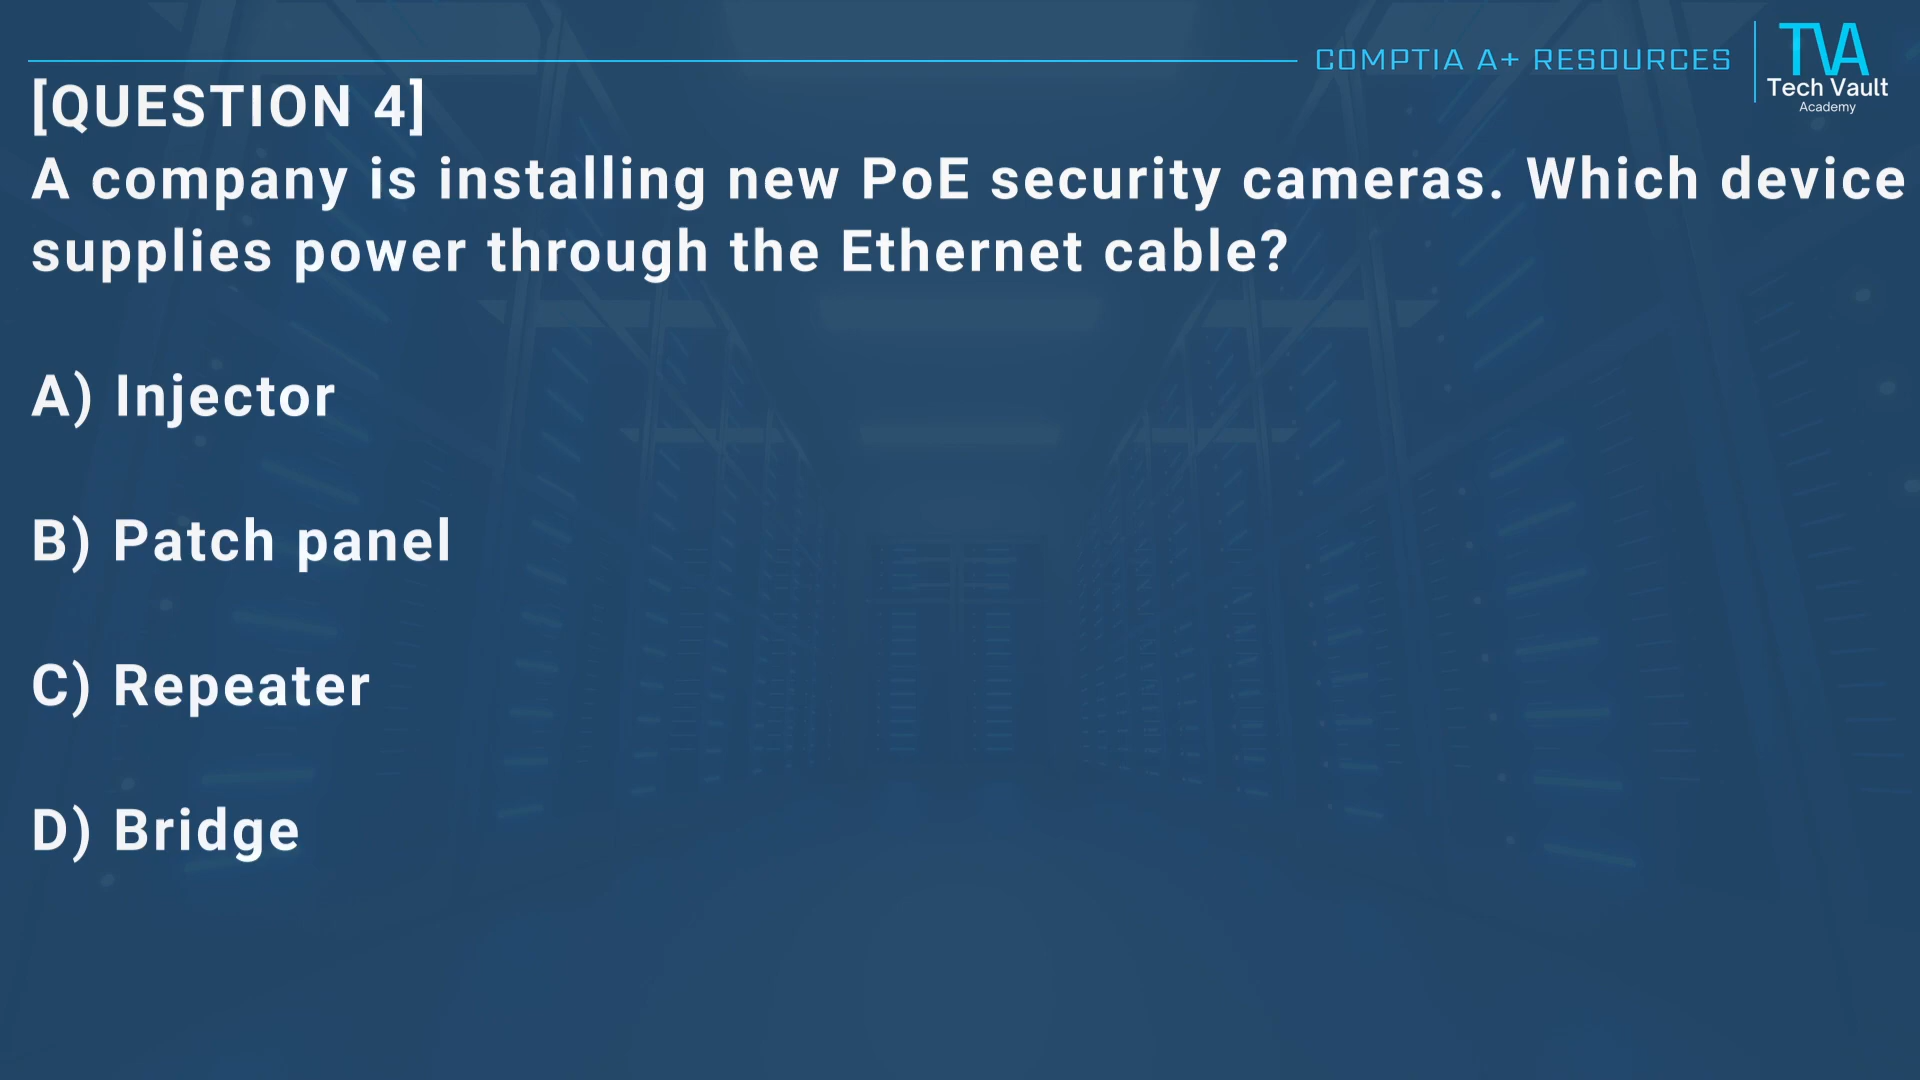 COMPTIA A+ RESOURCES
TVA
Tech Vault
Academy
[QUESTION 4]
A company is installing new PoE security cameras. Which device
supplies power through the Ethernet cable?
A) Injector
B) Patch panel
C) Repeater
D) Bridge